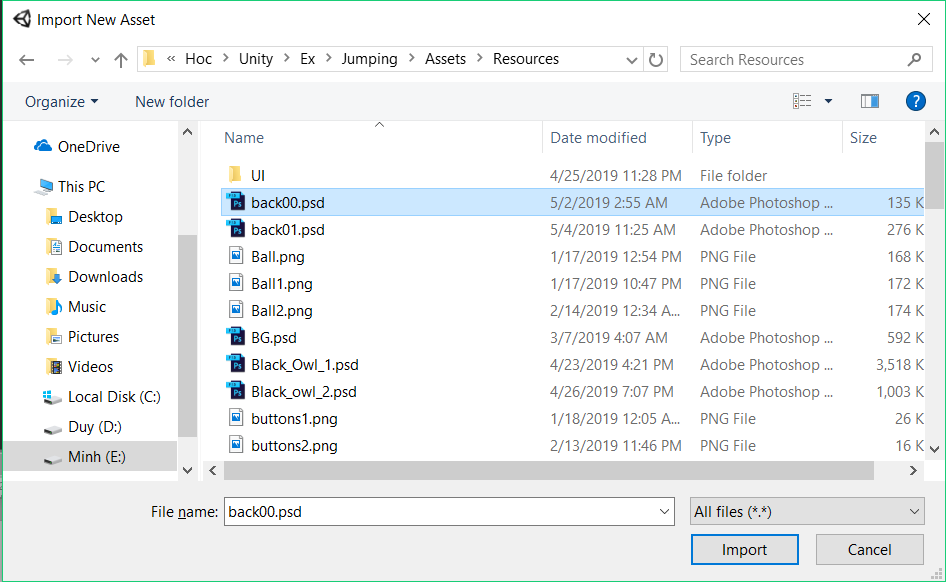 Import New Asset
« Hoc > Unity > Ex > Jumping > Assets > Resources
Search Resources
Organize
New folder
?
OneDrive
This PC
Desktop
Documents
Downloads
Music
Pictures
Videos
Local Disk (C:)
Duy (D:)
Minh (E:)
Name Date modified Type Size
UI 4/25/2019 11:28 PM File folder
back00.psd 5/2/2019 2:55 AM Adobe Photoshop ... 135 K
back01.psd 5/4/2019 11:25 AM Adobe Photoshop ... 276 K
Ball.png 1/17/2019 12:54 PM PNG File 168 K
Ball1.png 1/17/2019 10:47 PM PNG File 172 K
Ball2.png 2/14/2019 12:34 A... PNG File 174 K
BG.psd 3/7/2019 4:07 AM Adobe Photoshop ... 592 K
Black_Owl_1.psd 4/23/2019 4:21 PM Adobe Photoshop ... 3,518 K
Black_owl_2.psd 4/26/2019 7:07 PM Adobe Photoshop ... 1,003 K
buttons1.png 1/18/2019 12:05 A... PNG File 26 K
buttons2.png 2/13/2019 11:46 PM PNG File 16 K
File name: back00.psd
All files (*.*)
Import
Cancel